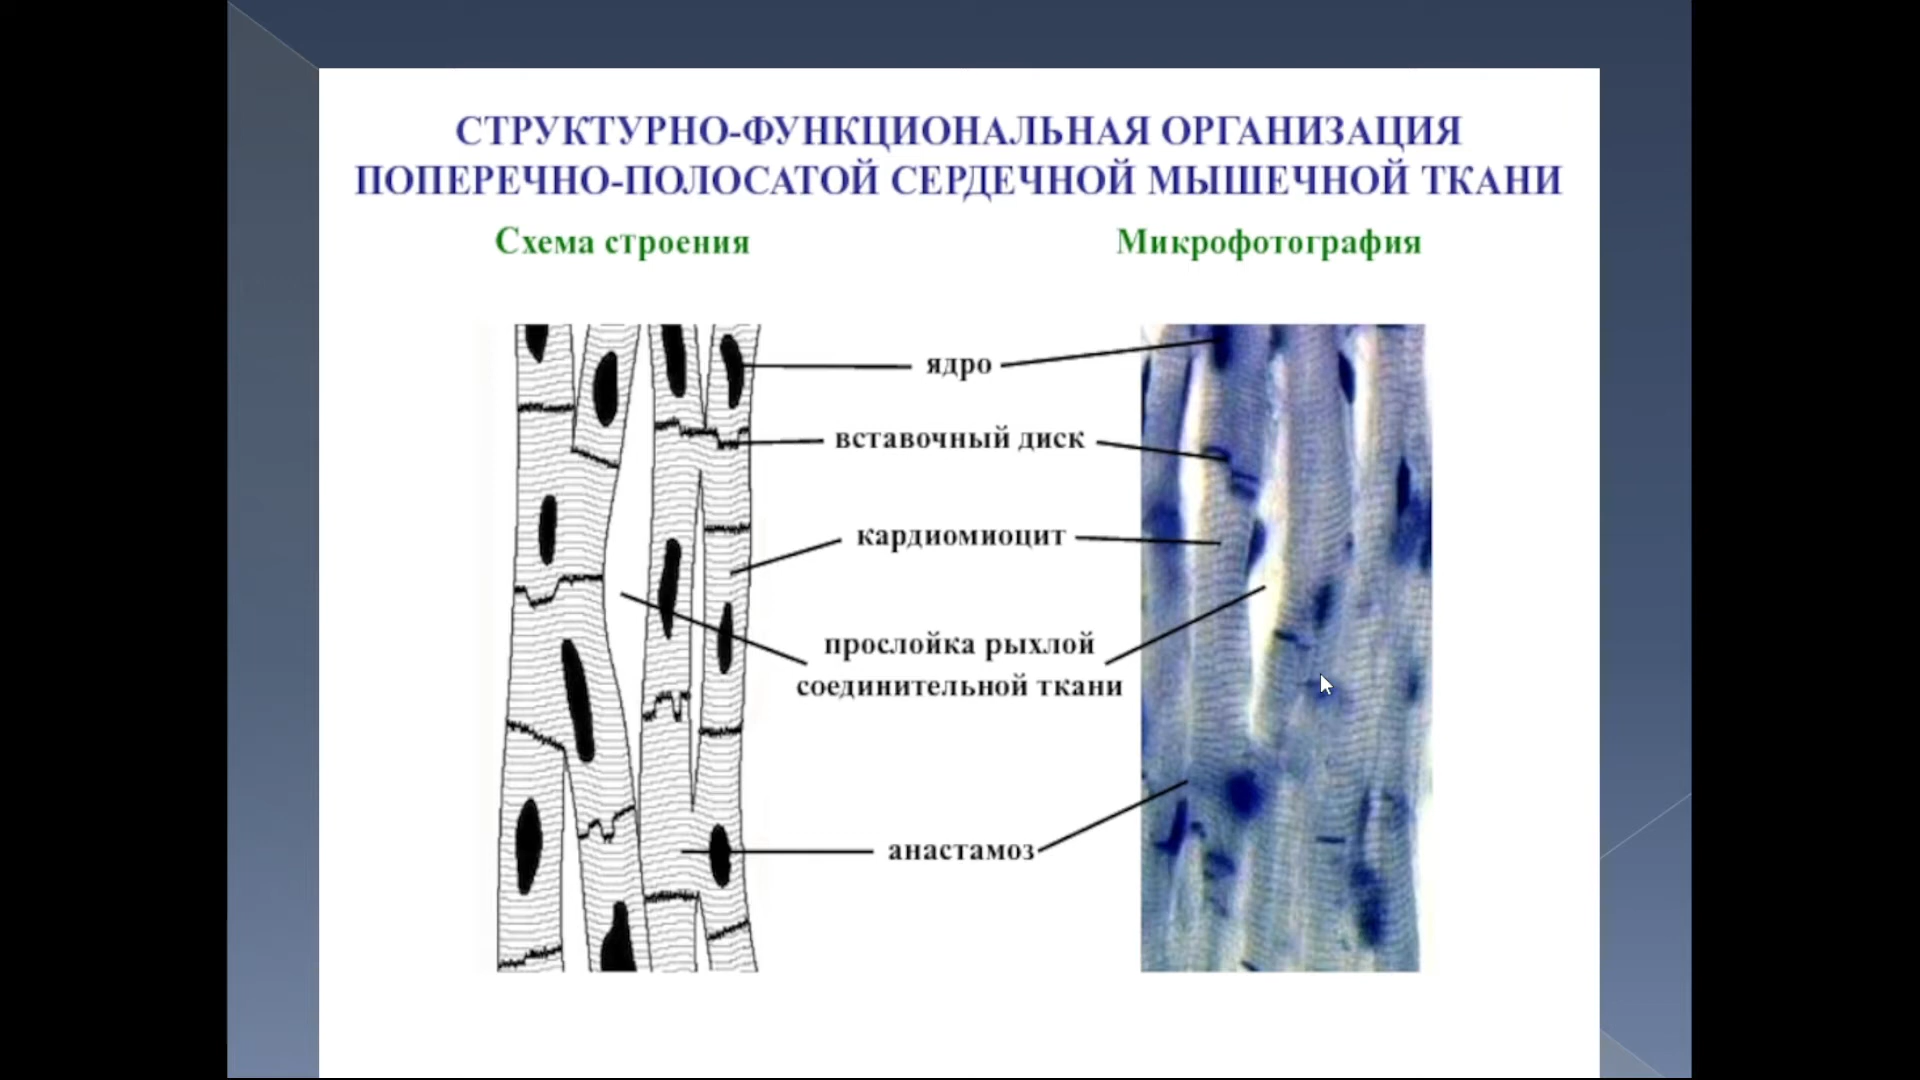 СТРУКТУРНО-ФУНКЦИОНАЛЬНАЯ ОРГАНИЗАЦИЯ
ПОПЕРЕЧНО-ПОЛОСАТОЙ СЕРДЕЧНОЙ МЫШЕЧНОЙ ТКАНИ
Схема строения
Микрофотография
ядро
вставочный диск
кардиомиоцит
прослойка рыхлой
соединительной ткани
анастамоз